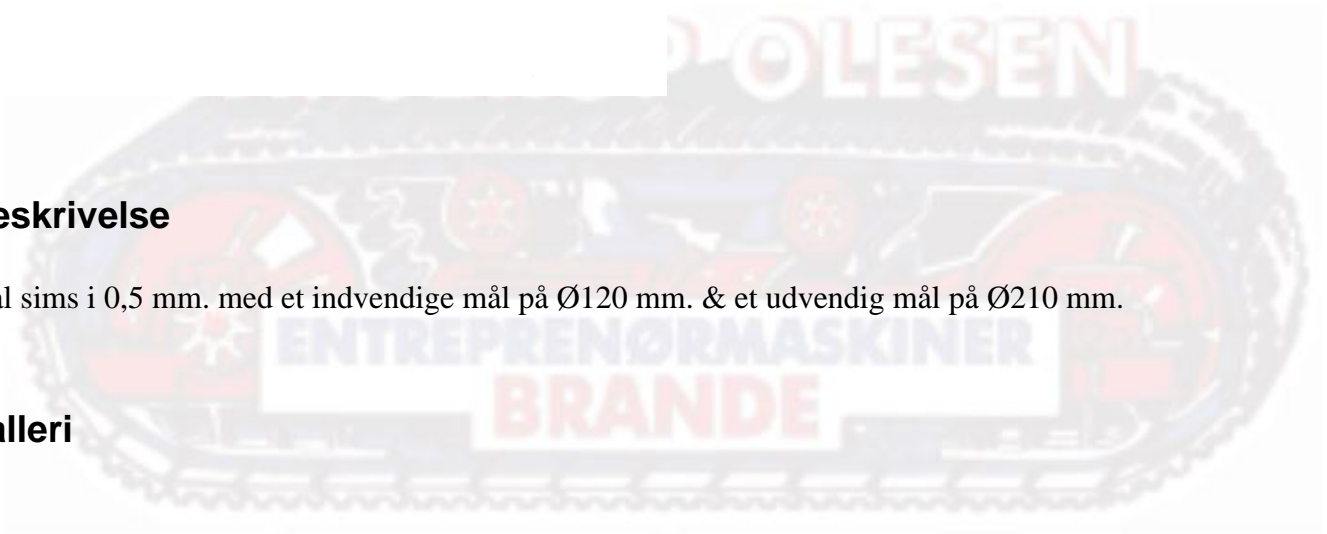 P OLESEN
eskrivelse
al sims i 0,5 mm. med et indvendige mål på Ø120 mm. & et udvendig mål på Ø210 mm.
ENTREPRENØRMASKINER
BRANDE
alleri